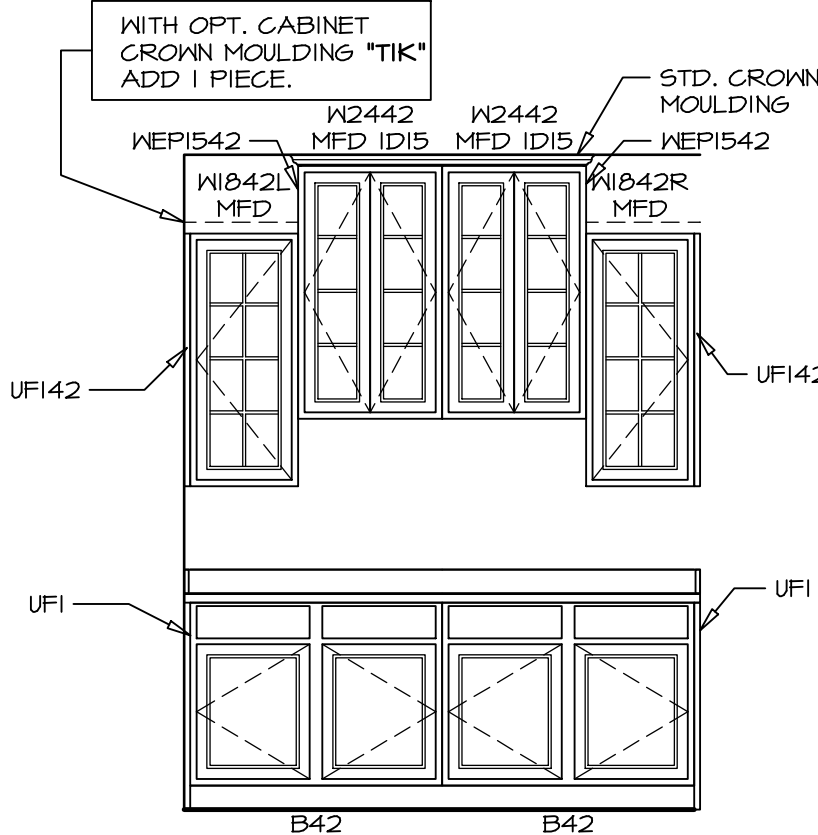 WITH OPT. CABINET
CROWN MOULDING "TIK"
ADD 1 PIECE.
STD. CROWN
MOULDING
W2442
MFD ID15
W2442
MFD ID15
WEP1542
WEP1542
W1842L
MFD
W1842R
MFD
UF142
UF142
UF1
UF1
B42
B42